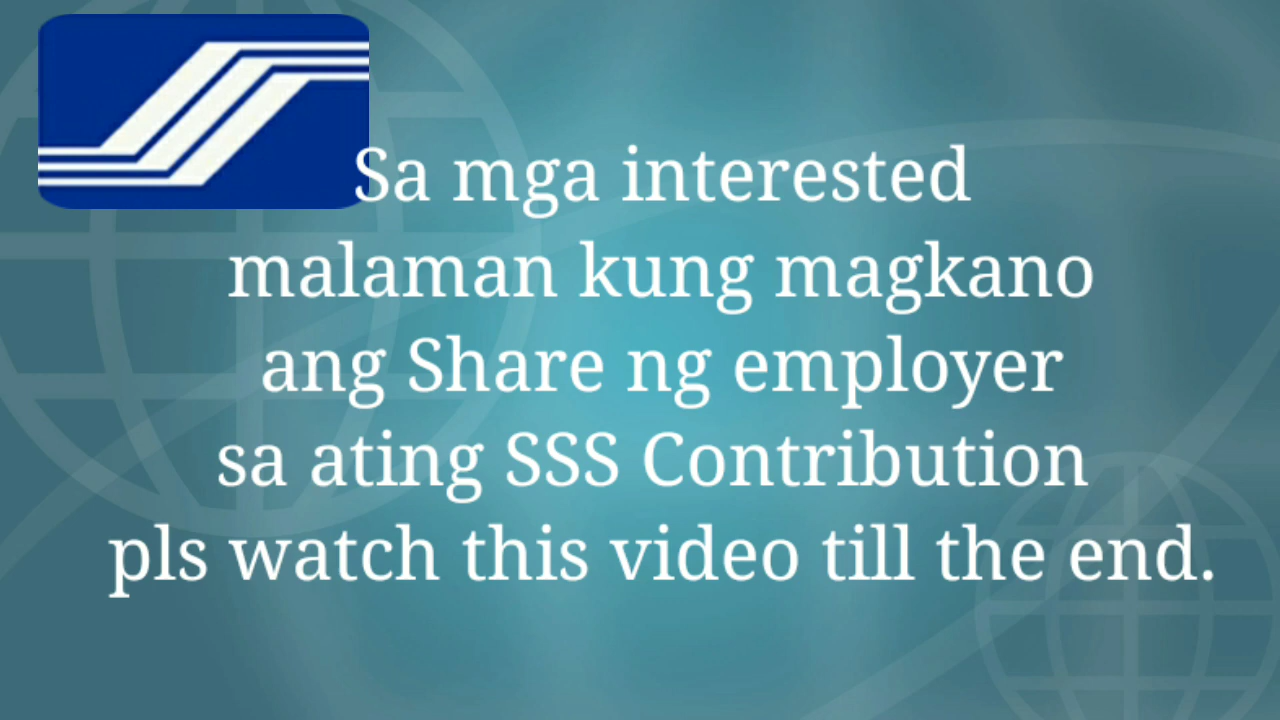 Sa mga interested
malaman kung magkano
ang Share ng employer
sa ating SSS Contribution
pls watch this video till the end.